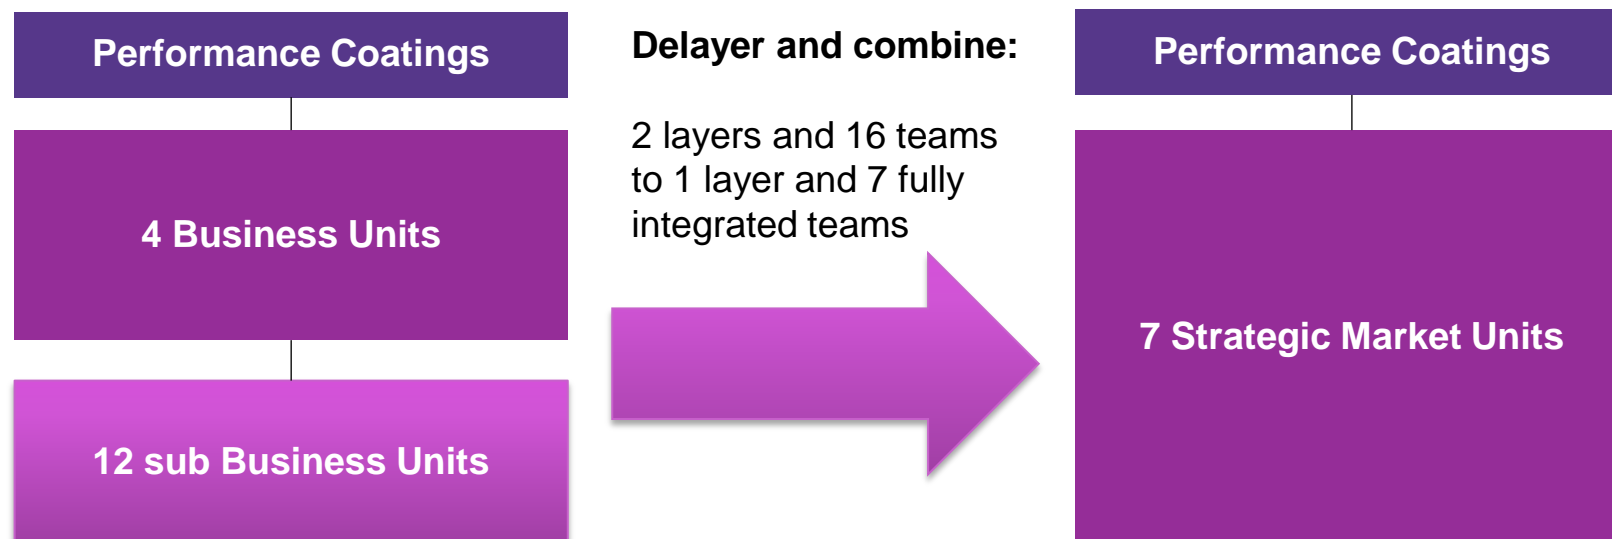 Performance Coatings
4 Business Units
12 sub Business Units
Delayer and combine:
2 layers and 16 teams
to 1 layer and 7 fully
integrated teams
Performance Coatings
7 Strategic Market Units